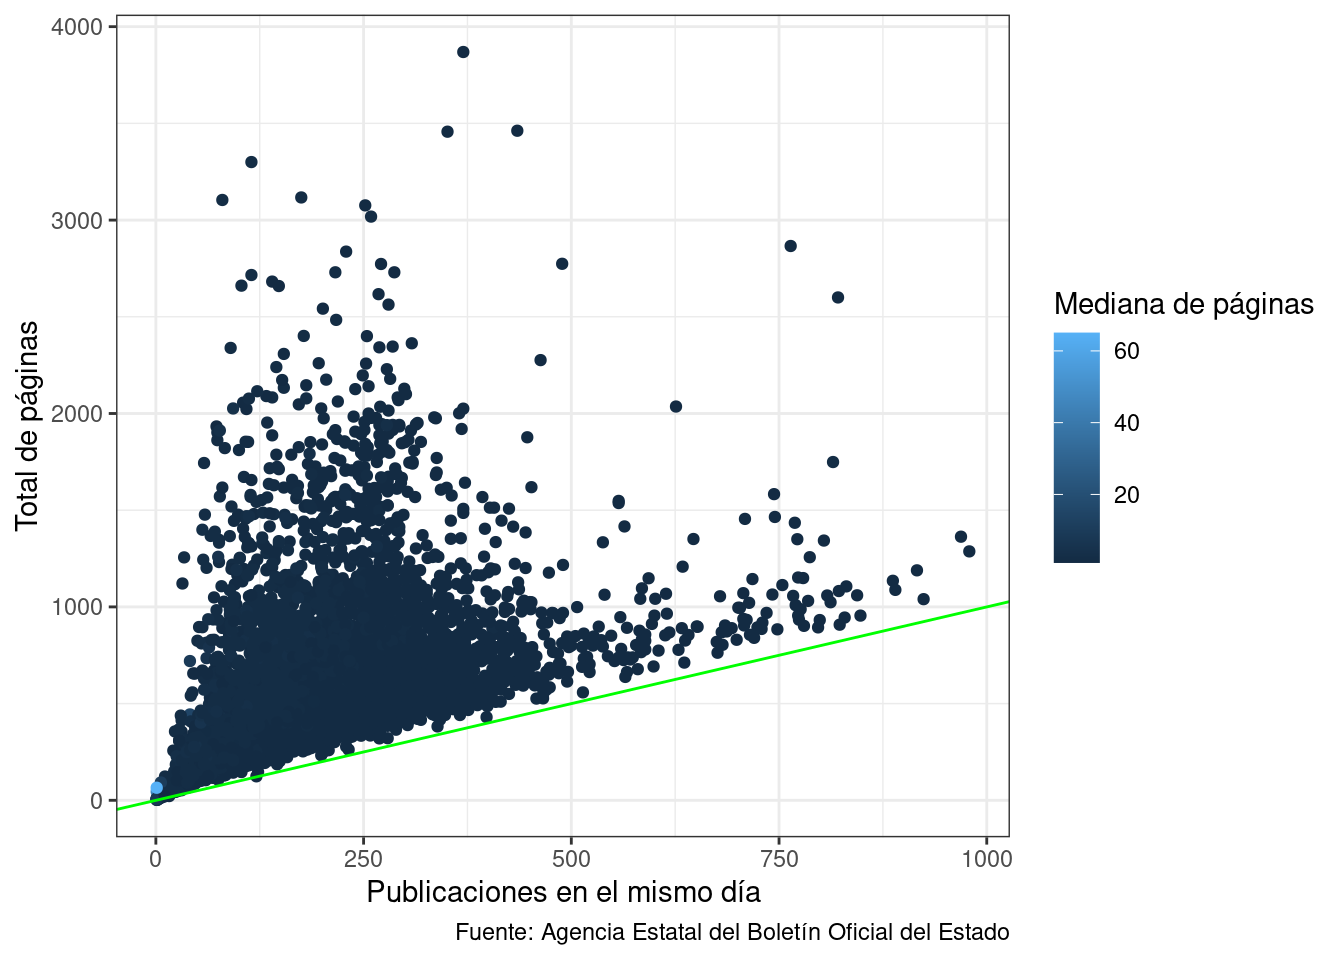 4000
3000
2000
1000
0
Total de páginas
0 250 500 750 1000
Publicaciones en el mismo día
Mediana de páginas
60
40
20
Fuente: Agencia Estatal del Boletín Oficial del Estado